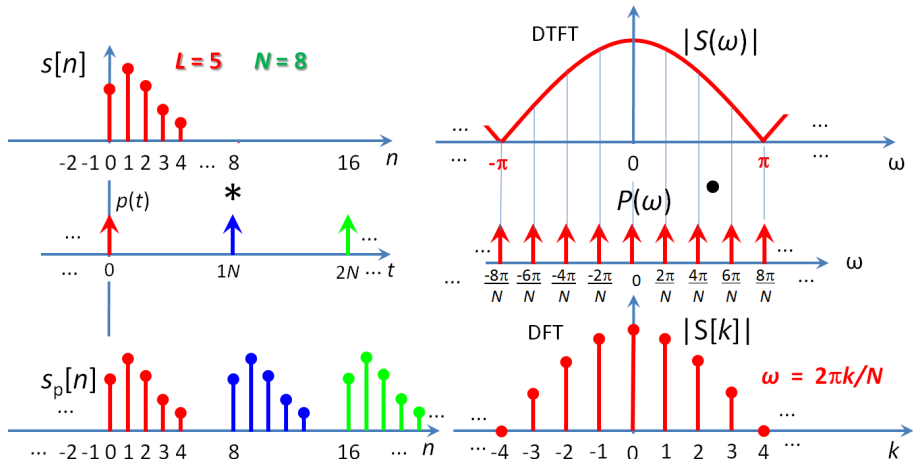 s[n]
L = 5 N = 8
-2 -1 0 1 2 3 4 ... 8 16 n
*
p(t)
... ...
... 0 1N 2N ... t
s_p[n]
...
... -2 -1 0 1 2 3 4 8 16 ... n
DTFT |S(ω)|
... ...
... -π 0 π ... ω
P(ω) •
... ...
... -8π/N -6π/N -4π/N -2π/N 0 2π/N 4π/N 6π/N 8π/N ... ω
DFT |S[k]|
ω = 2πk/N
... ...
-4 -3 -2 -1 0 1 2 3 4 ... k